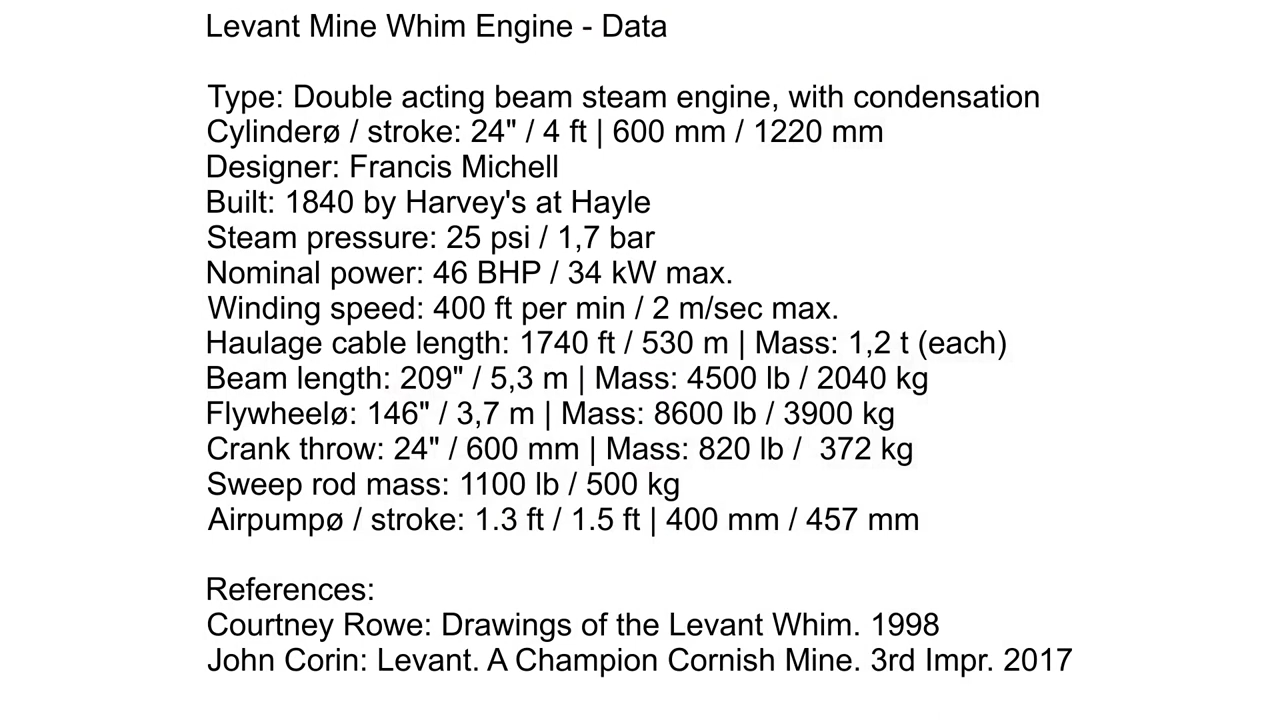 Levant Mine Whim Engine - Data
Type: Double acting beam steam engine, with condensation
Cylinderø / stroke: 24" / 4 ft | 600 mm / 1220 mm
Designer: Francis Michell
Built: 1840 by Harvey's at Hayle
Steam pressure: 25 psi / 1,7 bar
Nominal power: 46 BHP / 34 kW max.
Winding speed: 400 ft per min / 2 m/sec max.
Haulage cable length: 1740 ft / 530 m | Mass: 1,2 t (each)
Beam length: 209" / 5,3 m | Mass: 4500 lb / 2040 kg
Flywheelø: 146" / 3,7 m | Mass: 8600 lb / 3900 kg
Crank throw: 24" / 600 mm | Mass: 820 lb /  372 kg
Sweep rod mass: 1100 lb / 500 kg
Airpumpø / stroke: 1.3 ft / 1.5 ft | 400 mm / 457 mm
References:
Courtney Rowe: Drawings of the Levant Whim. 1998
John Corin: Levant. A Champion Cornish Mine. 3rd Impr. 2017